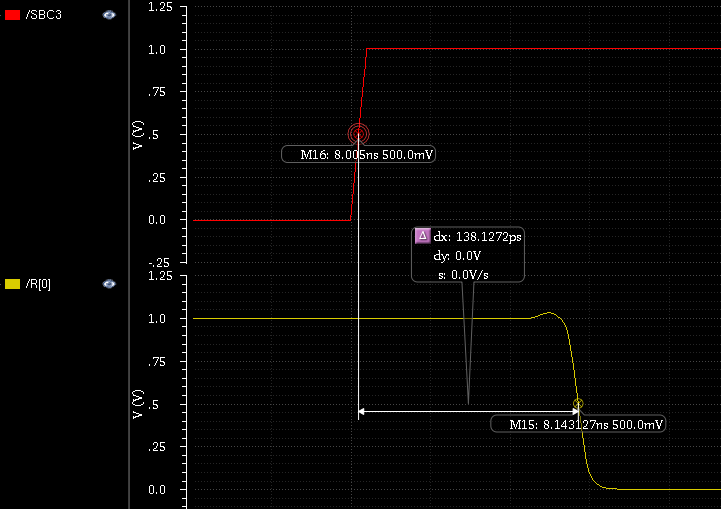 /SBC3
V (V)
1.25
1.0
.75
.5
.25
0.0
-.25
M16: 8.005ns 500.0mV
Δ dx: 138.1272ps
dy: 0.0V
s: 0.0V/s
/R[0]
V (V)
1.25
1.0
.75
.5
.25
0.0
M15: 8.143127ns 500.0mV